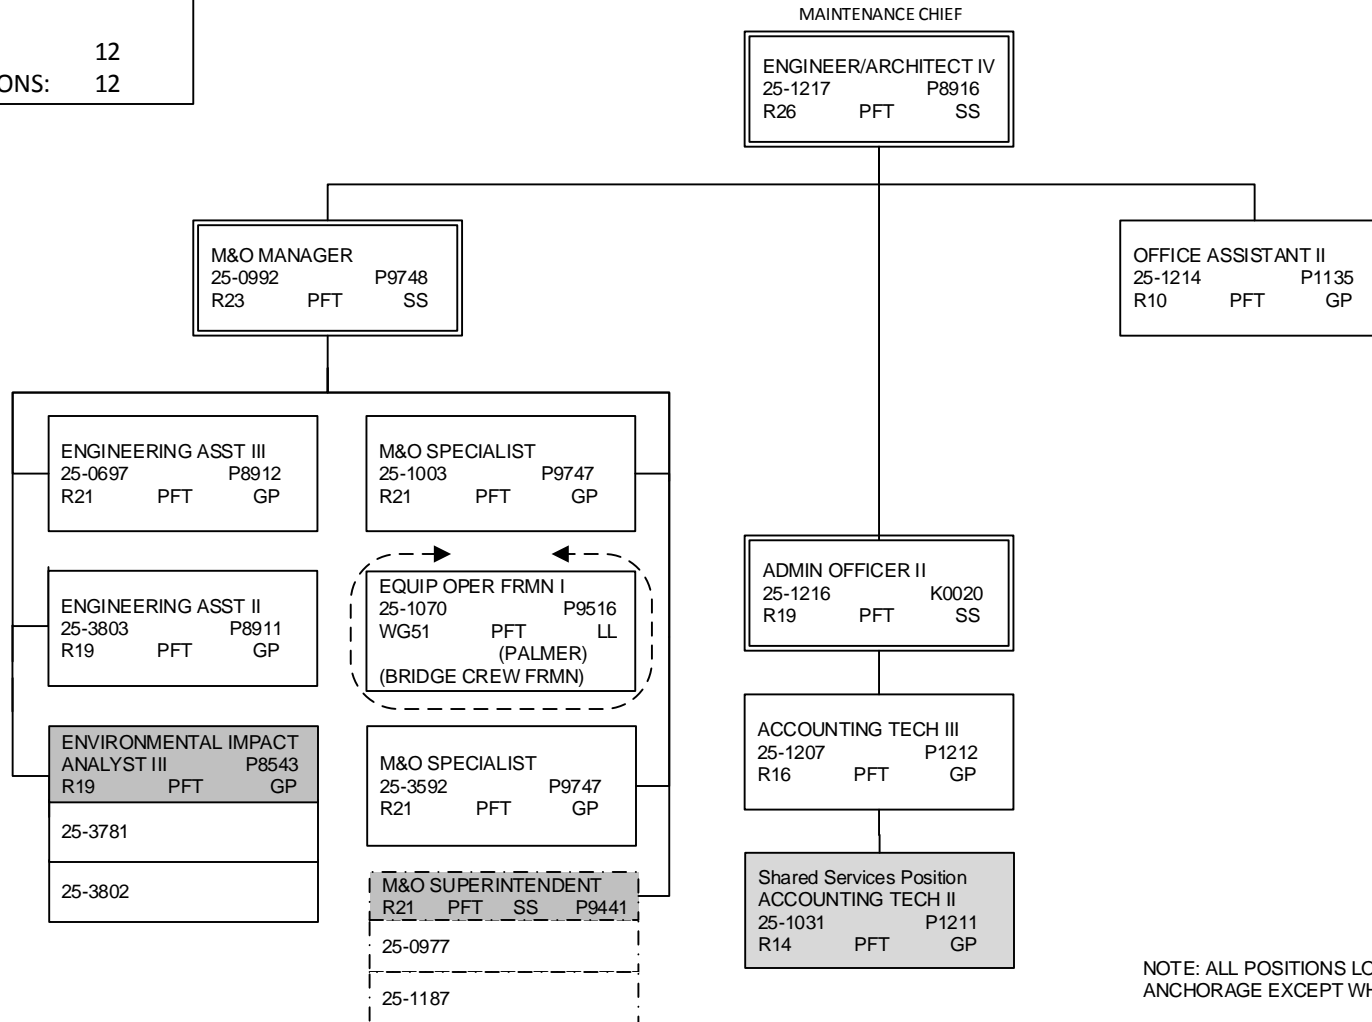 12
ONS: 12
MAINTENANCE CHIEF
ENGINEER/ARCHITECT IV
25-1217 P8916
R26 PFT SS
M&O MANAGER
25-0992 P9748
R23 PFT SS
OFFICE ASSISTANT II
25-1214 P1135
R10 PFT GP
ENGINEERING ASST III
25-0697 P8912
R21 PFT GP
M&O SPECIALIST
25-1003 P9747
R21 PFT GP
ENGINEERING ASST II
25-3803 P8911
R19 PFT GP
EQUIP OPER FRMN I
25-1070 P9516
WG51 PFT LL
(PALMER)
(BRIDGE CREW FRMN)
ADMIN OFFICER II
25-1216 K0020
R19 PFT SS
ENVIRONMENTAL IMPACT
ANALYST III P8543
R19 PFT GP
25-3781
25-3802
M&O SPECIALIST
25-3592 P9747
R21 PFT GP
ACCOUNTING TECH III
25-1207 P1212
R16 PFT GP
M&O SUPERINTENDENT
R21 PFT SS P9441
25-0977
25-1187
Shared Services Position
ACCOUNTING TECH II
25-1031 P1211
R14 PFT GP
NOTE: ALL POSITIONS LO
ANCHORAGE EXCEPT WH